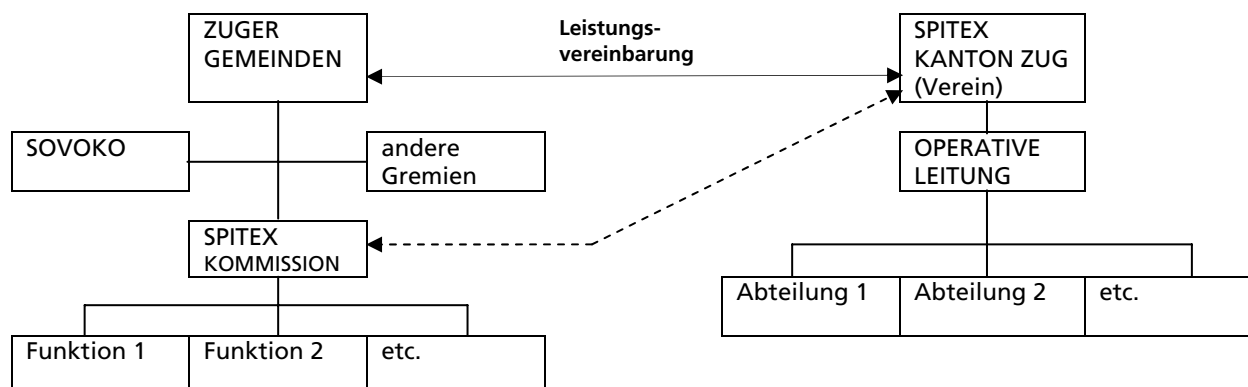 ZUGER
GEMEINDEN
Leistungs-
vereinbarung
SPITEX
KANTON ZUG
(Verein)
SOVOKO
andere
Gremien
OPERATIVE
LEITUNG
SPITEX
KOMMISSION
Abteilung 1
Abteilung 2
etc.
Funktion 1
Funktion 2
etc.